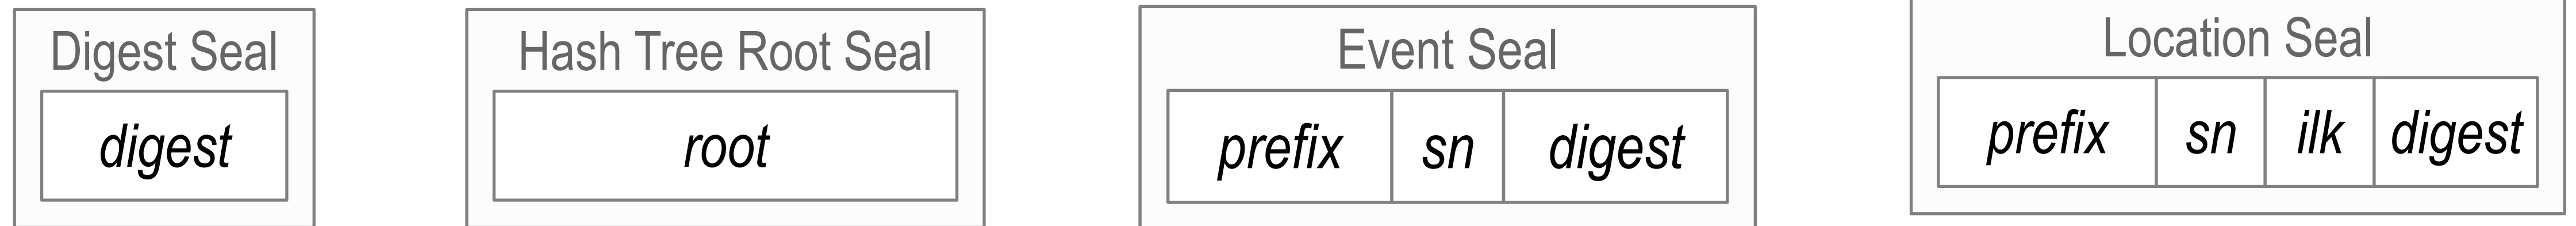 Digest Seal
digest
Hash Tree Root Seal
root
Event Seal
prefix sn digest
Location Seal
prefix sn ilk digest